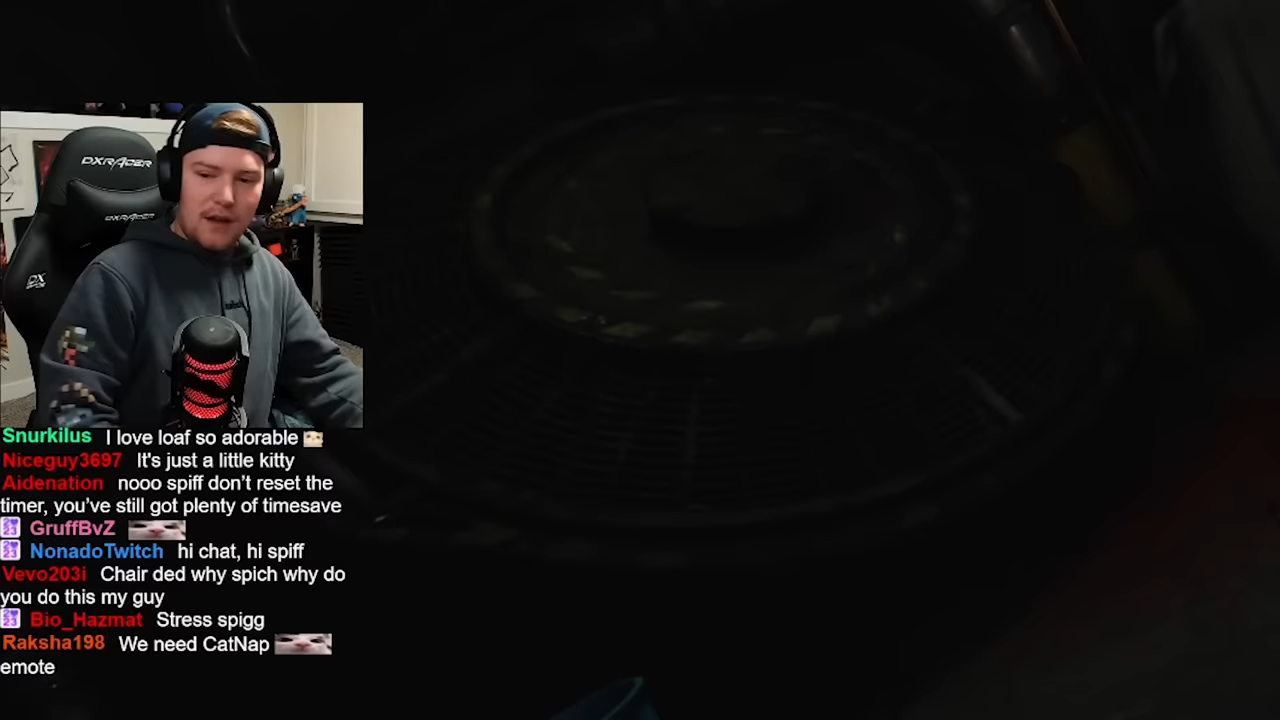 DXRACER
DXRACER
DX
Snurkilus I love loaf so adorable
Niceguy3697 It's just a little kitty
Aidenation nooo spiff don't reset the
timer, you've still got plenty of timesave
GruffBvZ
NonadoTwitch hi chat, hi spiff
Vevo203i Chair ded why spich why do
you do this my guy
Bio_Hazmat Stress spigg
Raksha198 We need CatNap
emote